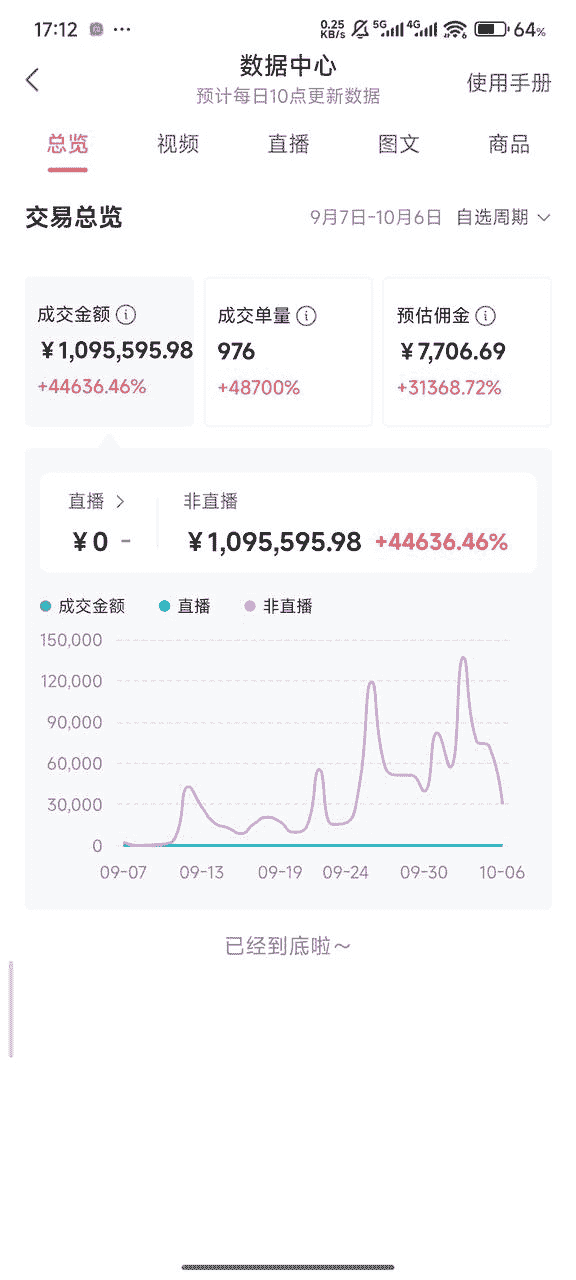 17:12 ··· 0.25 KB/s 5G 4G 64%
数据中心
预计每日10点更新数据
使用手册
总览 视频 直播 图文 商品
交易总览 9月7日-10月6日 自选周期
成交金额 成交单量 预估佣金
¥1,095,595.98 976 ¥7,706.69
+44636.46% +48700% +31368.72%
直播 非直播
¥0 - ¥1,095,595.98 +44636.46%
成交金额 直播 非直播
150,000
120,000
90,000
60,000
30,000
0
09-07 09-13 09-19 09-24 09-30 10-06
已经到底啦～